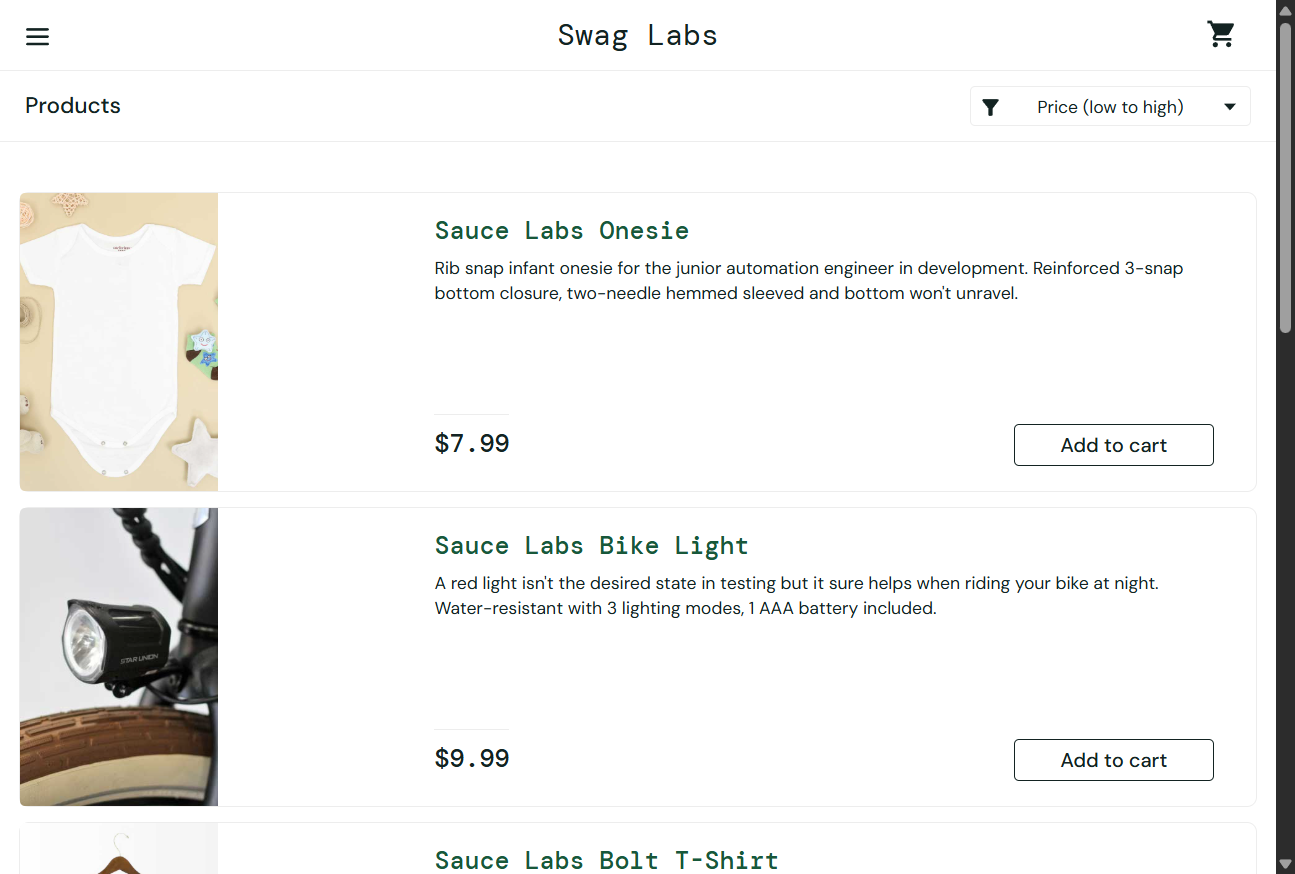 Swag Labs
Products
Price (low to high)
Sauce Labs Onesie
Rib snap infant onesie for the junior automation engineer in development. Reinforced 3-snap
bottom closure, two-needle hemmed sleeved and bottom won't unravel.
$7.99
Add to cart
STAR UNION
Sauce Labs Bike Light
A red light isn't the desired state in testing but it sure helps when riding your bike at night.
Water-resistant with 3 lighting modes, 1 AAA battery included.
$9.99
Add to cart
Sauce Labs Bolt T-Shirt